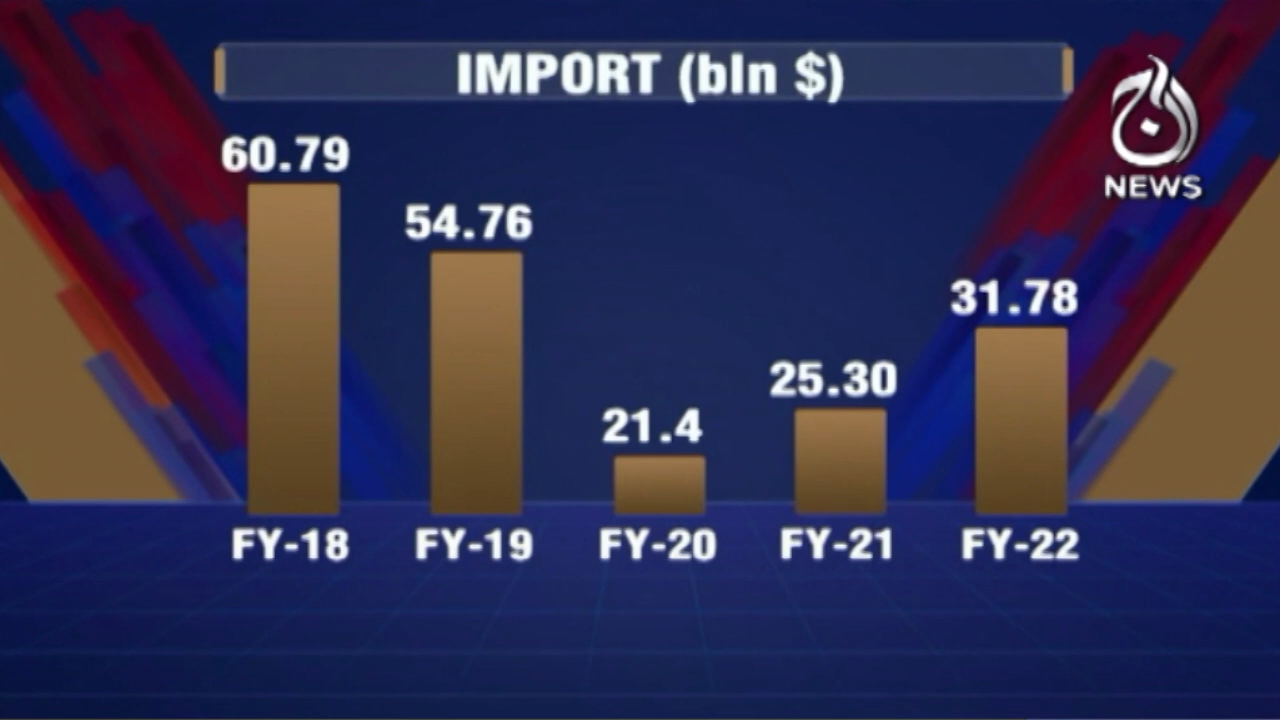 IMPORT (bln $)
NEWS
60.79
54.76
21.4
25.30
31.78
FY-18
FY-19
FY-20
FY-21
FY-22